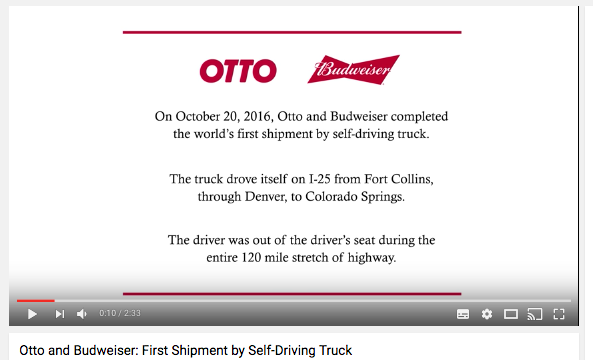 OTTO Budweiser
On October 20, 2016, Otto and Budweiser completed
the world's first shipment by self-driving truck.
The truck drove itself on I-25 from Fort Collins,
through Denver, to Colorado Springs.
The driver was out of the driver's seat during the
entire 120 mile stretch of highway.
0:10 / 2:33
Otto and Budweiser: First Shipment by Self-Driving Truck